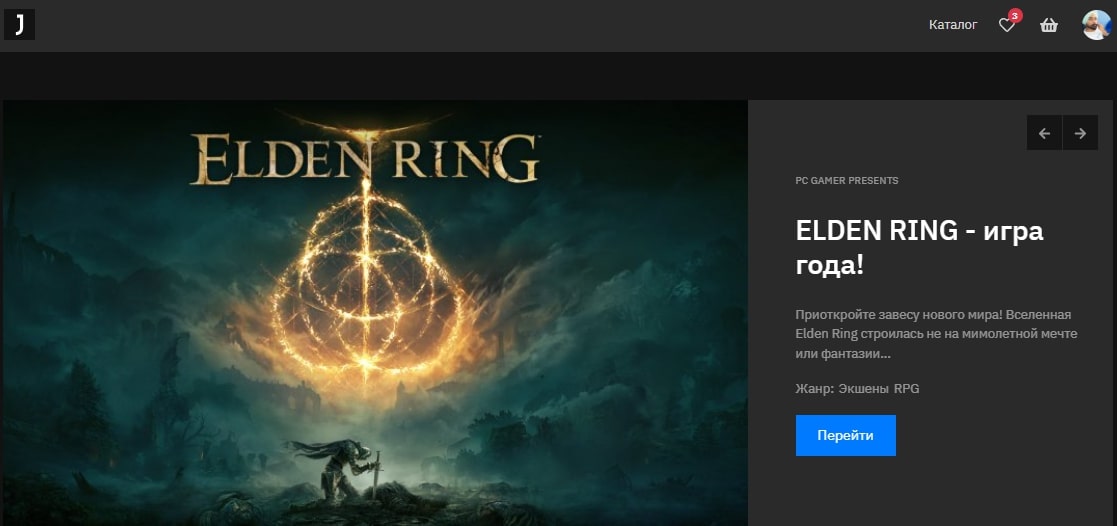 J
Каталог
3
ELDEN RING
PC GAMER PRESENTS
ELDEN RING - игра
года!
Приоткройте завесу нового мира! Вселенная
Elden Ring строилась не на мимолетной мечте
или фантазии...
Жанр: Экшены RPG
Перейти